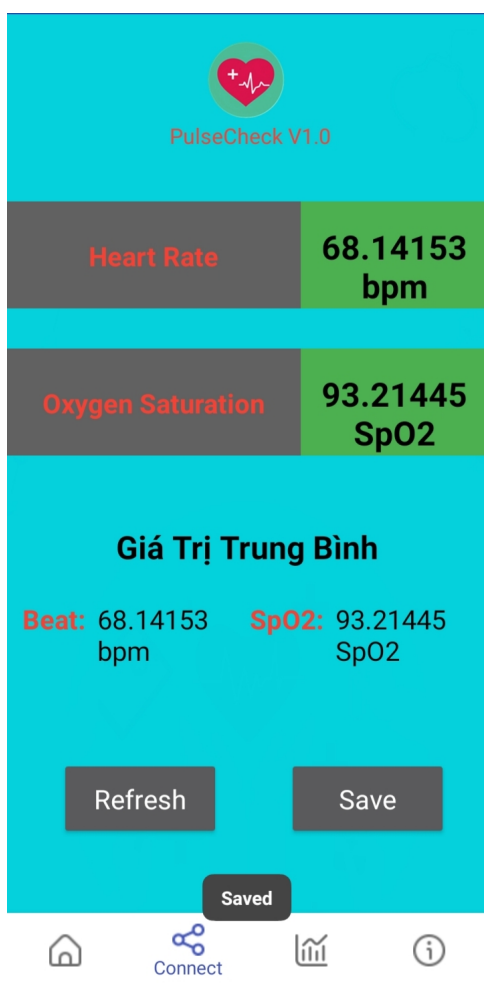 PulseCheck V1.0
Heart Rate
68.14153
bpm
Oxygen Saturation
93.21445
SpO2
Giá Trị Trung Bình
Beat: 68.14153
bpm
SpO2: 93.21445
SpO2
Refresh
Save
Saved
Connect